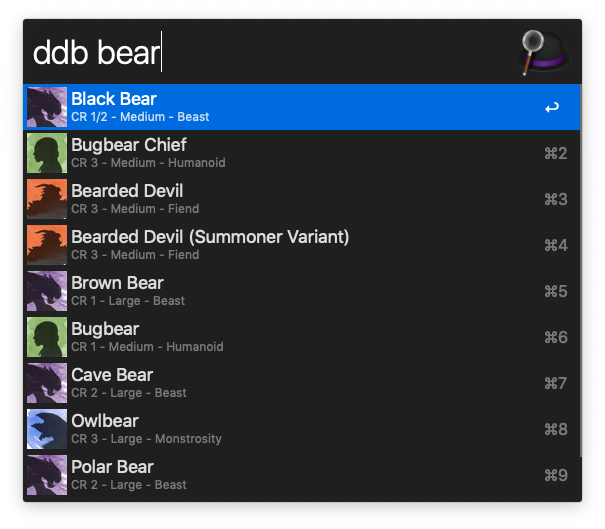 ddb bear
Black Bear
CR 1/2 - Medium - Beast
↩
Bugbear Chief
CR 3 - Medium - Humanoid
⌘2
Bearded Devil
CR 3 - Medium - Fiend
⌘3
Bearded Devil (Summoner Variant)
CR 3 - Medium - Fiend
⌘4
Brown Bear
CR 1 - Large - Beast
⌘5
Bugbear
CR 1 - Medium - Humanoid
⌘6
Cave Bear
CR 2 - Large - Beast
⌘7
Owlbear
CR 3 - Large - Monstrosity
⌘8
Polar Bear
CR 2 - Large - Beast
⌘9